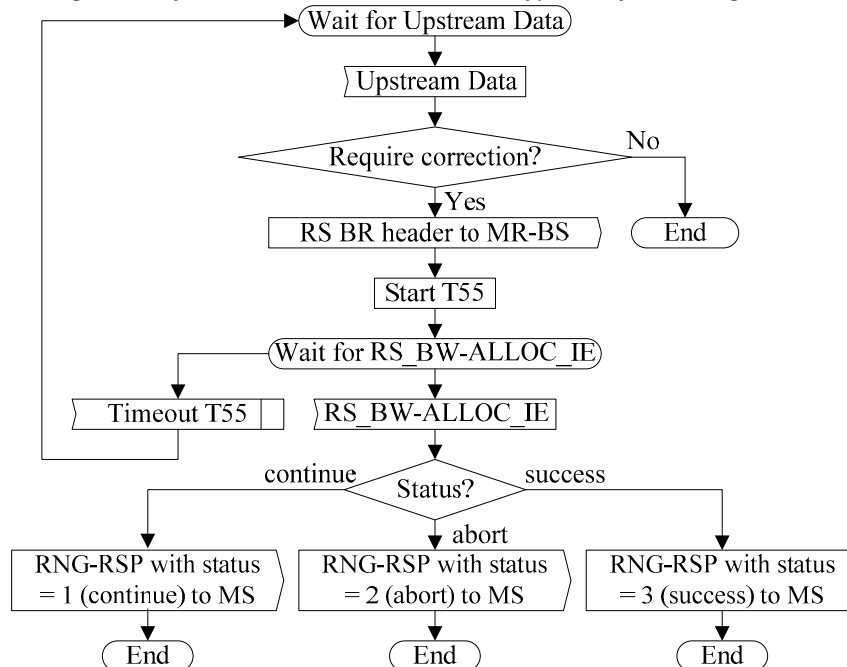 Wait for Upstream Data
Upstream Data
Require correction?
No
Yes
RS BR header to MR-BS
End
Start T55
Wait for RS_BW-ALLOC_IE
Timeout T55
RS_BW-ALLOC_IE
continue
Status?
success
abort
RNG-RSP with status
= 1 (continue) to MS
RNG-RSP with status
= 2 (abort) to MS
RNG-RSP with status
= 3 (success) to MS
End
End
End